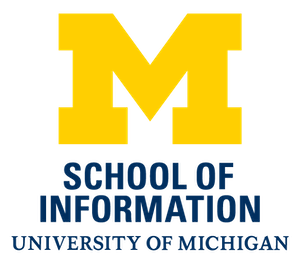 M
SCHOOL OF
INFORMATION
UNIVERSITY OF MICHIGAN